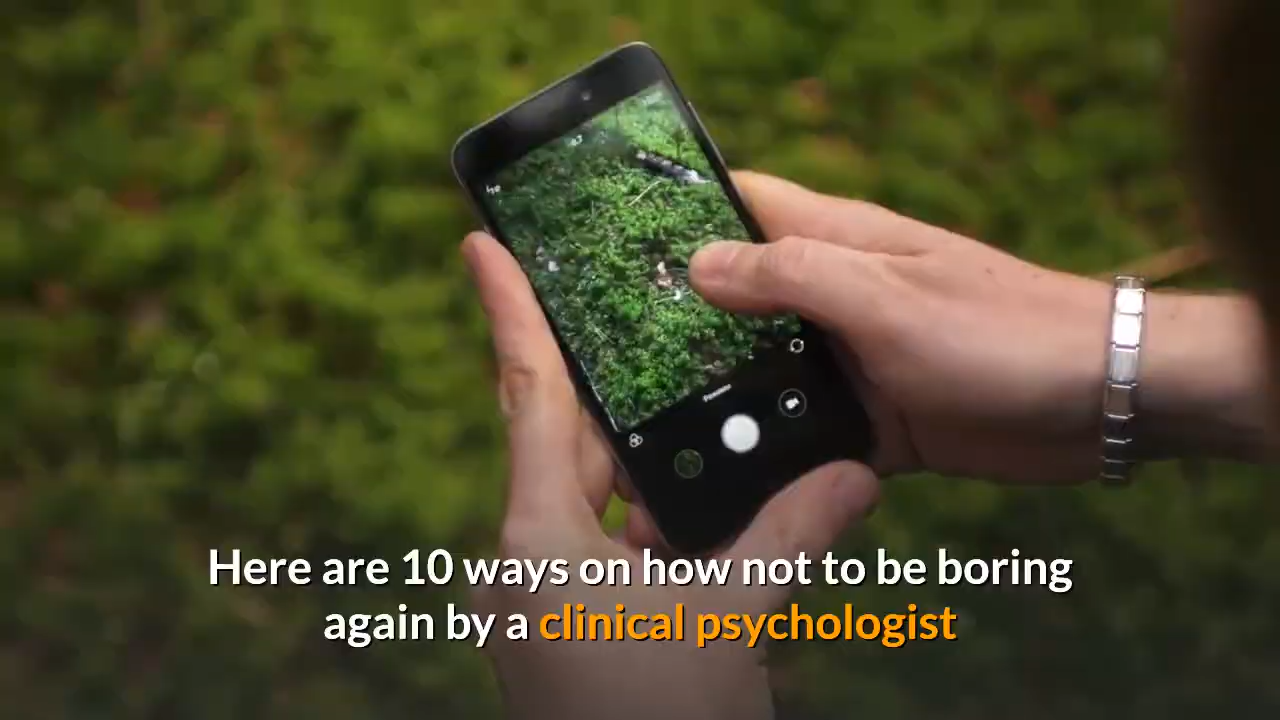 Here are 10 ways on how not to be boring
again by a clinical psychologist